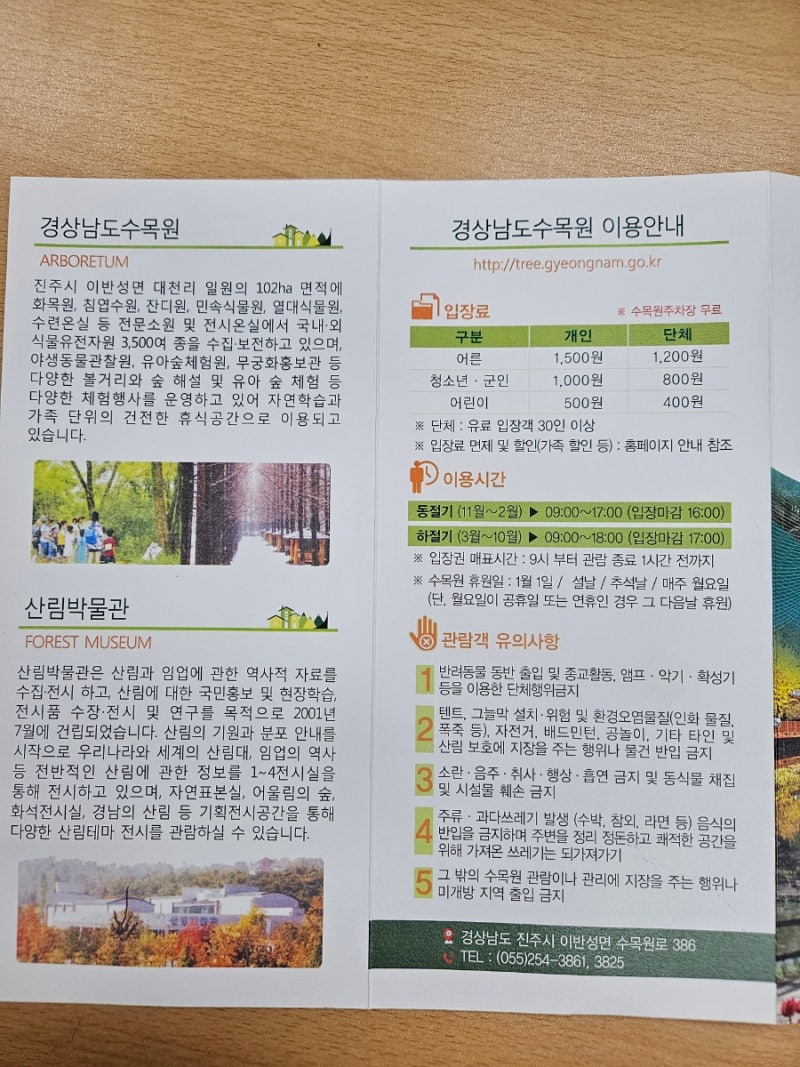 경상남도수목원
ARBORETUM
진주시 이반성면 대천리 일원의 102ha 면적에
화목원, 침엽수원, 잔디원, 민속식물원, 열대식물원,
수련온실 등 전문소원 및 전시온실에서 국내·외
식물유전자원 3,500여 종을 수집·보전하고 있으며,
야생동물관찰원, 유아숲체험원, 무궁화홍보관 등
다양한 볼거리와 숲 해설 및 유아 숲 체험 등
다양한 체험행사를 운영하고 있어 자연학습과
가족 단위의 건전한 휴식공간으로 이용되고
있습니다.
산림박물관
FOREST MUSEUM
산림박물관은 산림과 임업에 관한 역사적 자료를
수집·전시 하고, 산림에 대한 국민홍보 및 현장학습,
전시품 수장·전시 및 연구를 목적으로 2001년
7월에 건립되었습니다. 산림의 기원과 분포 안내를
시작으로 우리나라와 세계의 산림대, 임업의 역사
등 전반적인 산림에 관한 정보를 1~4전시실을
통해 전시하고 있으며, 자연표본실, 어울림의 숲,
화석전시실, 경남의 산림 등 기획전시공간을 통해
다양한 산림테마 전시를 관람하실 수 있습니다.
경상남도수목원 이용안내
http://tree.gyeongnam.go.kr
입장료 ※ 수목원주차장 무료
구분 개인 단체
어른 1,500원 1,200원
청소년 · 군인 1,000원 800원
어린이 500원 400원
※ 단체 : 유료 입장객 30인 이상
※ 입장료 면제 및 할인(가족 할인 등) : 홈페이지 안내 참조
이용시간
동절기 (11월~2월) ▶ 09:00~17:00 (입장마감 16:00)
하절기 (3월~10월) ▶ 09:00~18:00 (입장마감 17:00)
※ 입장권 매표시간 : 9시 부터 관람 종료 1시간 전까지
※ 수목원 휴원일 : 1월 1일 / 설날 / 추석날 / 매주 월요일
(단, 월요일이 공휴일 또는 연휴인 경우 그 다음날 휴원)
관람객 유의사항
1 반려동물 동반 출입 및 종교활동, 앰프 · 악기 · 확성기
등을 이용한 단체행위금지
2 텐트, 그늘막 설치·위험 및 환경오염물질(인화 물질,
폭죽 등), 자전거, 배드민턴, 공놀이, 기타 타인 및
산림 보호에 지장을 주는 행위나 물건 반입 금지
3 소란 · 음주 · 취사 · 행상 · 흡연 금지 및 동식물 채집
및 시설물 훼손 금지
4 주류 · 과다쓰레기 발생 (수박, 참외, 라면 등) 음식의
반입을 금지하며 주변을 정리 정돈하고 쾌적한 공간을
위해 가져온 쓰레기는 되가져가기
5 그 밖의 수목원 관람이나 관리에 지장을 주는 행위나
미개방 지역 출입 금지
경상남도 진주시 이반성면 수목원로 386
TEL : (055)254-3861, 3825